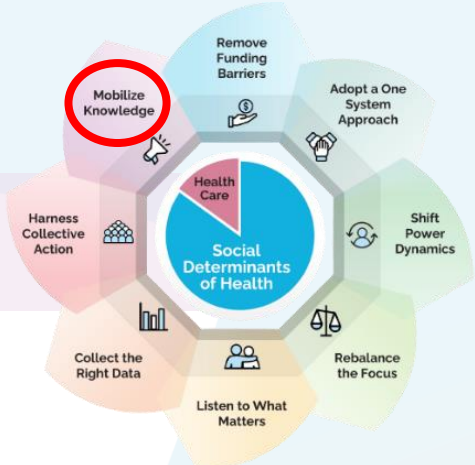 Remove
Funding
Barriers
Adopt a One
System
Approach
Shift
Power
Dynamics
Rebalance
the Focus
Listen to What
Matters
Collect the
Right Data
Harness
Collective
Action
Mobilize
Knowledge
Health
Care
Social
Determinants
of Health